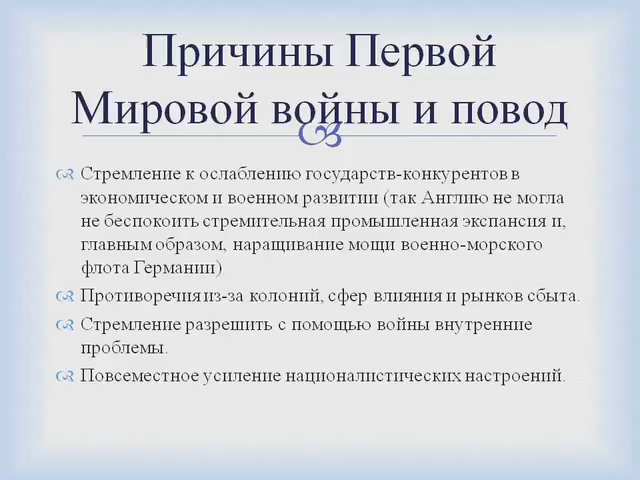 Причины Первой
Мировой войны и повод
Стремление к ослаблению государств-конкурентов в
экономическом и военном развитии (так Англию не могла
не беспокоить стремительная промышленная экспансия и,
главным образом, наращивание мощи военно-морского
флота Германии)
Противоречия из-за колоний, сфер влияния и рынков сбыта.
Стремление разрешить с помощью войны внутренние
проблемы.
Повсеместное усиление националистических настроений.